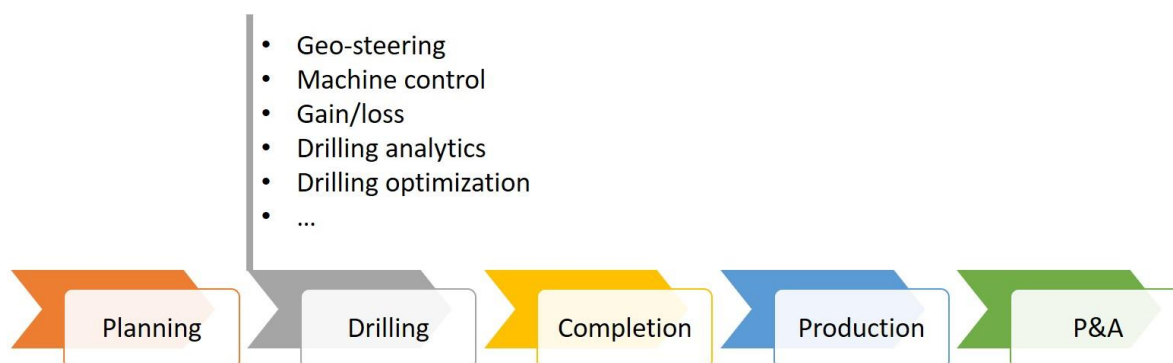 • Geo-steering
• Machine control
• Gain/loss
• Drilling analytics
• Drilling optimization
• ...
Planning
Drilling
Completion
Production
P&A